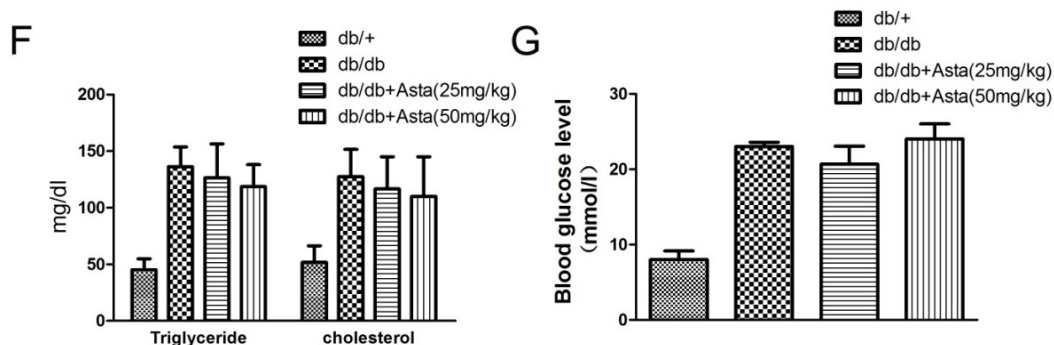 F
db/+
db/db
db/db+Asta(25mg/kg)
db/db+Asta(50mg/kg)
200
150
100
50
0
mg/dl
Triglyceride
cholesterol
G
db/+
db/db
db/db+Asta(25mg/kg)
db/db+Asta(50mg/kg)
30
20
10
0
Blood glucose level
(mmol/l)